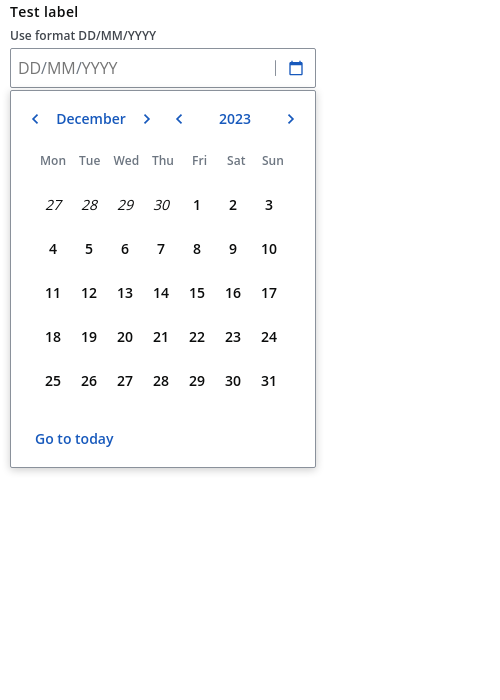 Test label
Use format DD/MM/YYYY
DD/MM/YYYY
December 2023
Mon Tue Wed Thu Fri Sat Sun
27 28 29 30 1 2 3
4 5 6 7 8 9 10
11 12 13 14 15 16 17
18 19 20 21 22 23 24
25 26 27 28 29 30 31
Go to today